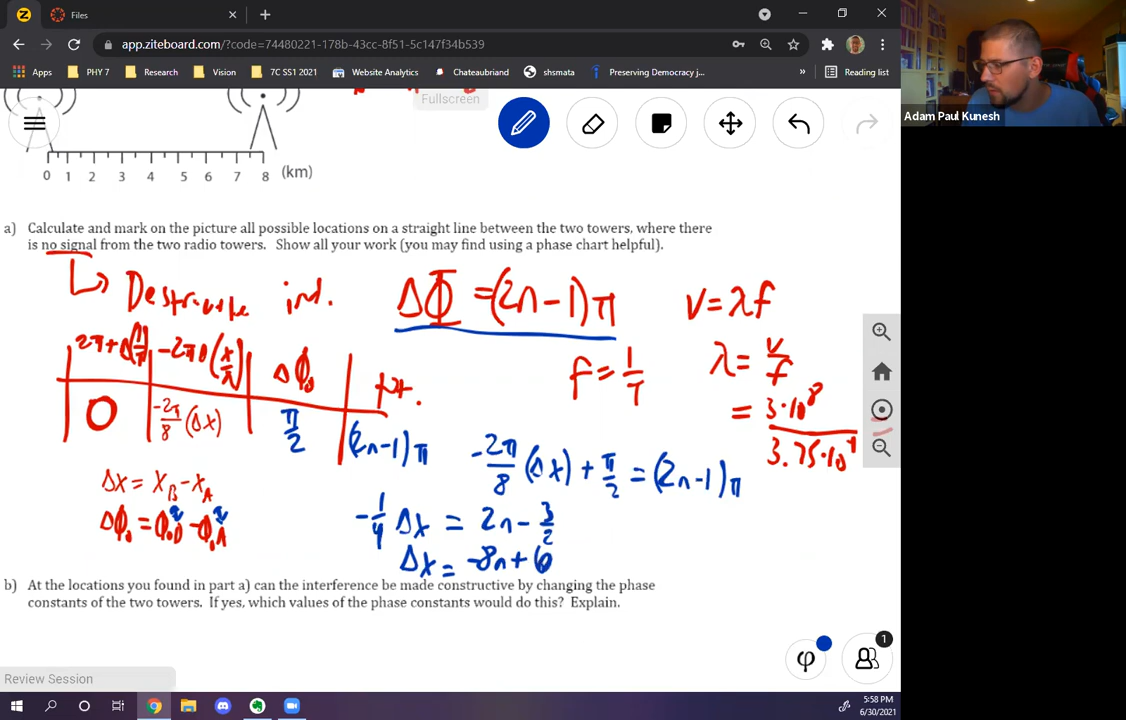 Files
app.ziteboard.com/?code=74480221-178b-43cc-8f51-5c147f34b539
Apps PHY 7 Research Vision 7C SS1 2021 Website Analytics Chateaubriand shsmata Preserving Democracy j... » Reading list
Adam Paul Kunesh
Fullscreen
0 1 2 3 4 5 6 7 8 (km)
a) Calculate and mark on the picture all possible locations on a straight line between the two towers, where there
is no signal from the two radio towers. Show all your work (you may find using a phase chart helpful).
Destructive int. ΔΦ = (2n-1)π v=λf
λ = v/f
f = 1/T
= 3·10⁸
Δϕ₀
0 -2π/8 (Δx) π/2 (2n-1)π
-2π/8 (Δx) + π/2 = (2n-1)π
Δx = x_B - x_A
-1/4 Δx = 2n - 3/2
Δx = -8n + 6
b) At the locations you found in part a) can the interference be made constructive by changing the phase
constants of the two towers. If yes, which values of the phase constants would do this? Explain.
φ
1
Review Session
5:58 PM
6/30/2021